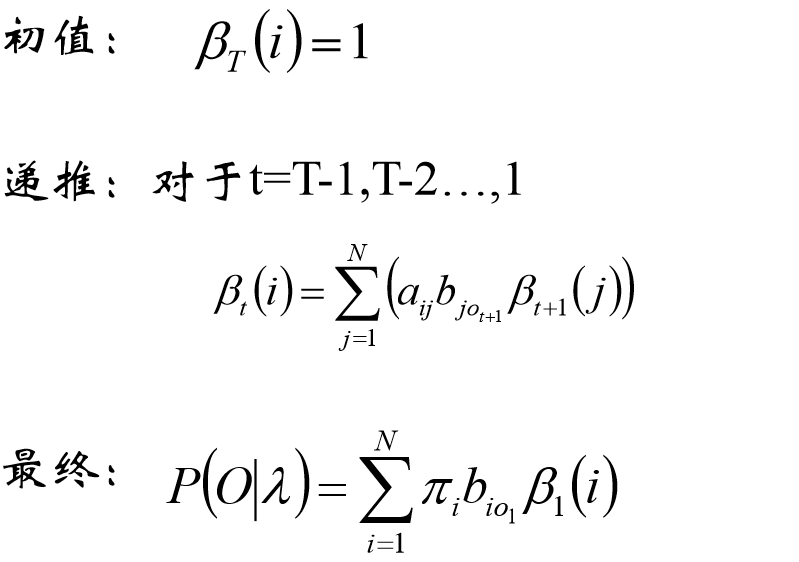 初值： β_T(i)=1
递推：对于t=T-1,T-2…,1
β_t(i)=∑_{j=1}^{N}(a_{ij}b_{jo_{t+1}}β_{t+1}(j))
最终： P(O|λ)=∑_{i=1}^{N}π_i b_{io_1}β_1(i)